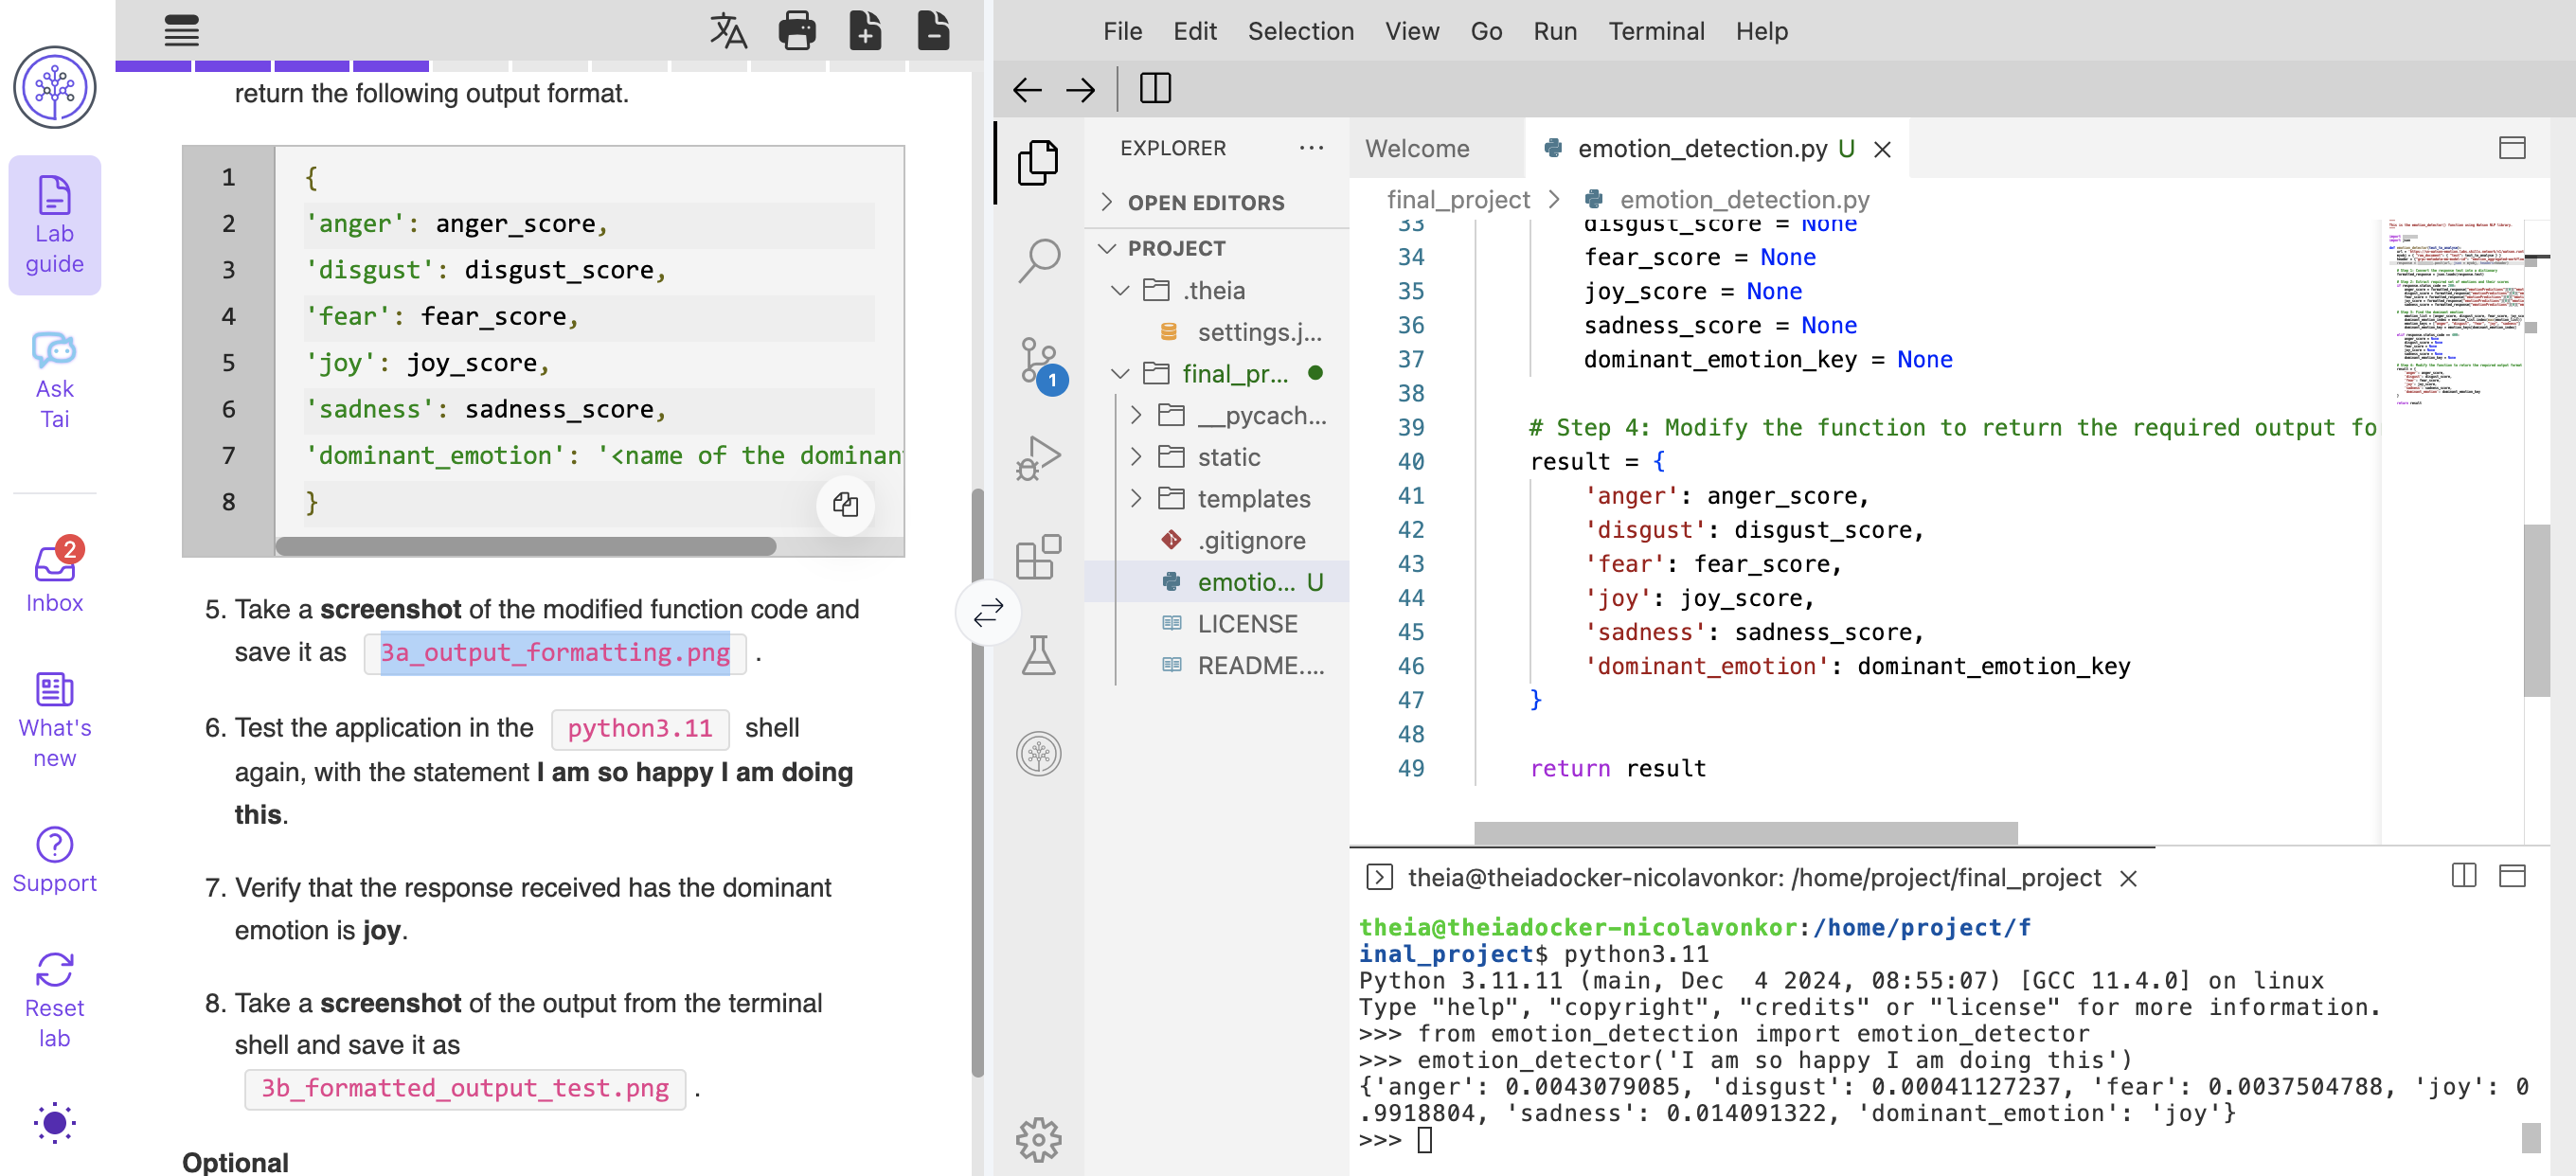 File Edit Selection View Go Run Terminal Help
Lab
guide
Ask
Tai
2
Inbox
What's
new
Support
Reset
lab
return the following output format.
1 {
2 'anger': anger_score,
3 'disgust': disgust_score,
4 'fear': fear_score,
5 'joy': joy_score,
6 'sadness': sadness_score,
7 'dominant_emotion': '<name of the dominan
8 }
5. Take a screenshot of the modified function code and
save it as 3a_output_formatting.png .
6. Test the application in the python3.11 shell
again, with the statement I am so happy I am doing
this.
7. Verify that the response received has the dominant
emotion is joy.
8. Take a screenshot of the output from the terminal
shell and save it as
3b_formatted_output_test.png .
Optional
1
EXPLORER ...
OPEN EDITORS
PROJECT
.theia
settings.j...
final_pr...
__pycach...
static
templates
.gitignore
emotio... U
LICENSE
README....
Welcome emotion_detection.py U
final_project > emotion_detection.py
33 disgust_score = None
34 fear_score = None
35 joy_score = None
36 sadness_score = None
37 dominant_emotion_key = None
38
39 # Step 4: Modify the function to return the required output fo
40 result = {
41 'anger': anger_score,
42 'disgust': disgust_score,
43 'fear': fear_score,
44 'joy': joy_score,
45 'sadness': sadness_score,
46 'dominant_emotion': dominant_emotion_key
47 }
48
49 return result
theia@theiadocker-nicolavonkor: /home/project/final_project
theia@theiadocker-nicolavonkor:/home/project/f
inal_project$ python3.11
Python 3.11.11 (main, Dec  4 2024, 08:55:07) [GCC 11.4.0] on linux
Type "help", "copyright", "credits" or "license" for more information.
>>> from emotion_detection import emotion_detector
>>> emotion_detector('I am so happy I am doing this')
{'anger': 0.0043079085, 'disgust': 0.00041127237, 'fear': 0.0037504788, 'joy': 0
.9918804, 'sadness': 0.014091322, 'dominant_emotion': 'joy'}
>>>